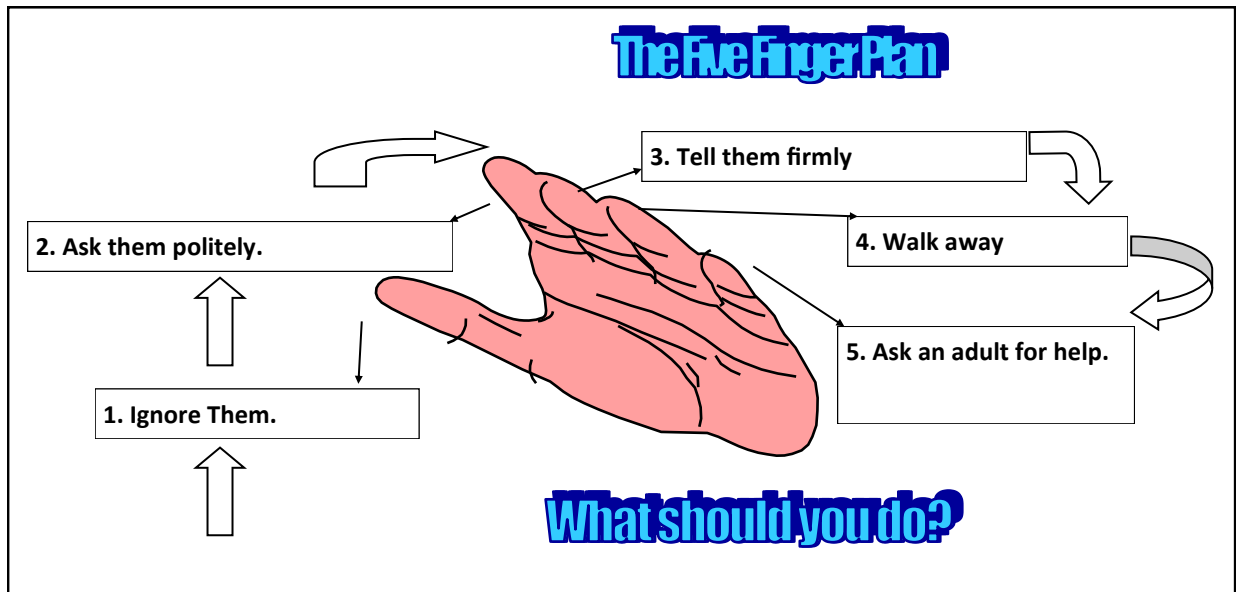 The Five Finger Plan
3. Tell them firmly
2. Ask them politely.
4. Walk away
5. Ask an adult for help.
1. Ignore Them.
What should you do?